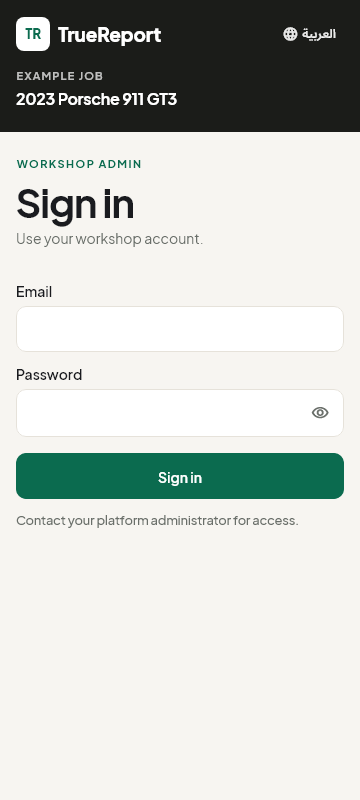 TR TrueReport
العربية
EXAMPLE JOB
2023 Porsche 911 GT3
WORKSHOP ADMIN
Sign in
Use your workshop account.
Email
Password
Sign in
Contact your platform administrator for access.